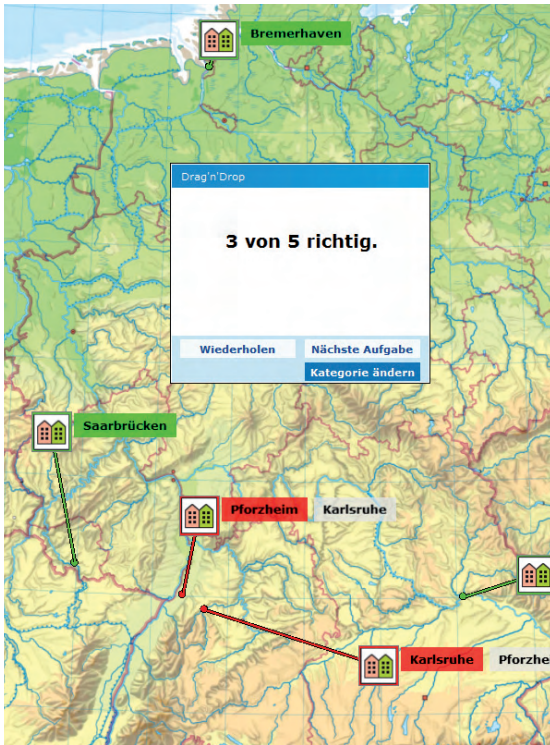 Bremerhaven
Drag'n'Drop
3 von 5 richtig.
Wiederholen Nächste Aufgabe
Kategorie ändern
Saarbrücken
Pforzheim Karlsruhe
Karlsruhe Pforzhe